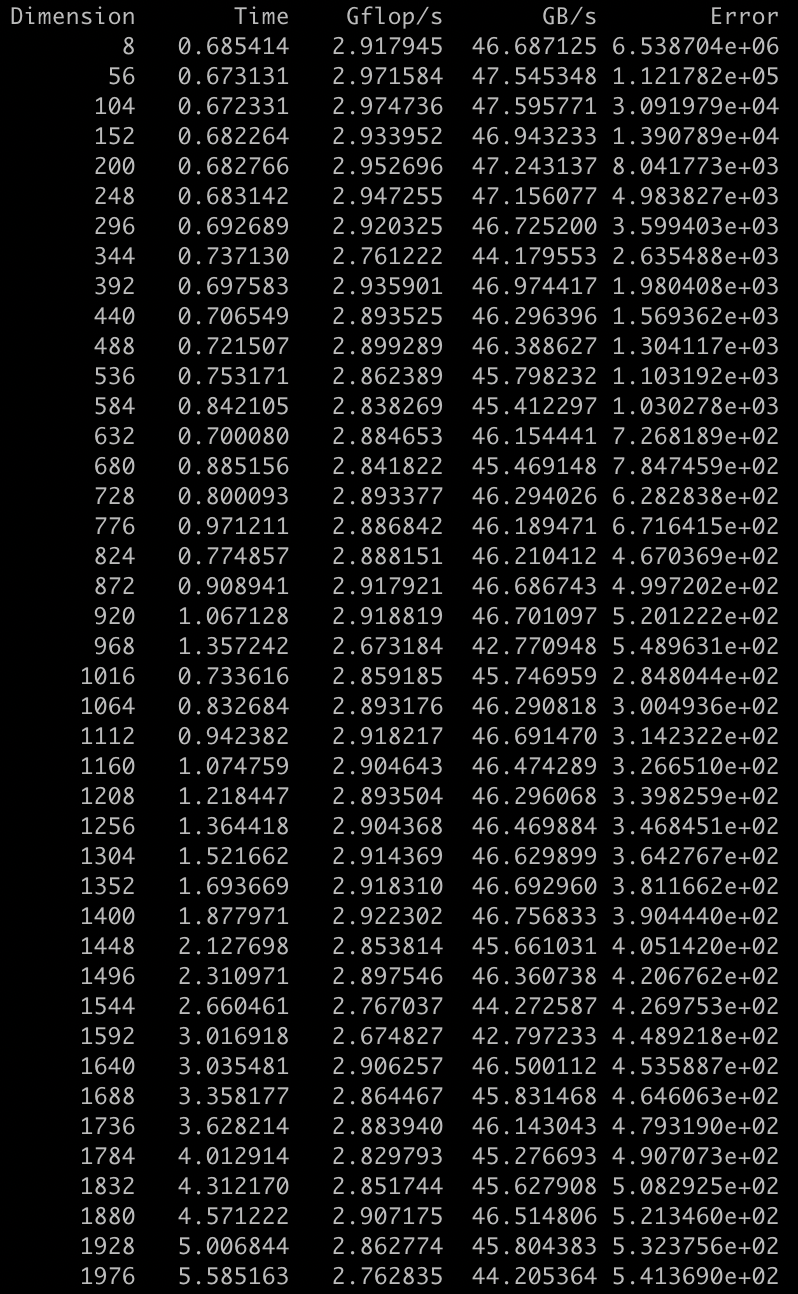 Dimension Time Gflop/s GB/s Error
8 0.685414 2.917945 46.687125 6.538704e+06
56 0.673131 2.971584 47.545348 1.121782e+05
104 0.672331 2.974736 47.595771 3.091979e+04
152 0.682264 2.933952 46.943233 1.390789e+04
200 0.682766 2.952696 47.243137 8.041773e+03
248 0.683142 2.947255 47.156077 4.983827e+03
296 0.692689 2.920325 46.725200 3.599403e+03
344 0.737130 2.761222 44.179553 2.635488e+03
392 0.697583 2.935901 46.974417 1.980408e+03
440 0.706549 2.893525 46.296396 1.569362e+03
488 0.721507 2.899289 46.388627 1.304117e+03
536 0.753171 2.862389 45.798232 1.103192e+03
584 0.842105 2.838269 45.412297 1.030278e+03
632 0.700080 2.884653 46.154441 7.268189e+02
680 0.885156 2.841822 45.469148 7.847459e+02
728 0.800093 2.893377 46.294026 6.282838e+02
776 0.971211 2.886842 46.189471 6.716415e+02
824 0.774857 2.888151 46.210412 4.670369e+02
872 0.908941 2.917921 46.686743 4.997202e+02
920 1.067128 2.918819 46.701097 5.201222e+02
968 1.357242 2.673184 42.770948 5.489631e+02
1016 0.733616 2.859185 45.746959 2.848044e+02
1064 0.832684 2.893176 46.290818 3.004936e+02
1112 0.942382 2.918217 46.691470 3.142322e+02
1160 1.074759 2.904643 46.474289 3.266510e+02
1208 1.218447 2.893504 46.296068 3.398259e+02
1256 1.364418 2.904368 46.469884 3.468451e+02
1304 1.521662 2.914369 46.629899 3.642767e+02
1352 1.693669 2.918310 46.692960 3.811662e+02
1400 1.877971 2.922302 46.756833 3.904440e+02
1448 2.127698 2.853814 45.661031 4.051420e+02
1496 2.310971 2.897546 46.360738 4.206762e+02
1544 2.660461 2.767037 44.272587 4.269753e+02
1592 3.016918 2.674827 42.797233 4.489218e+02
1640 3.035481 2.906257 46.500112 4.535887e+02
1688 3.358177 2.864467 45.831468 4.646063e+02
1736 3.628214 2.883940 46.143043 4.793190e+02
1784 4.012914 2.829793 45.276693 4.907073e+02
1832 4.312170 2.851744 45.627908 5.082925e+02
1880 4.571222 2.907175 46.514806 5.213460e+02
1928 5.006844 2.862774 45.804383 5.323756e+02
1976 5.585163 2.762835 44.205364 5.413690e+02